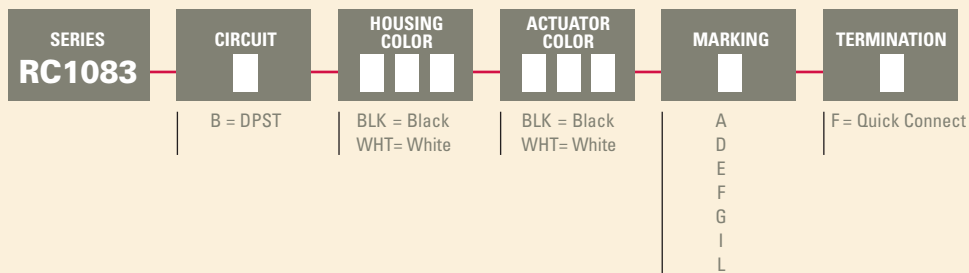 SERIES
RC1083
CIRCUIT
B = DPST
HOUSING
COLOR
BLK = Black
WHT= White
ACTUATOR
COLOR
BLK = Black
WHT= White
MARKING
A
D
E
F
G
I
L
TERMINATION
F = Quick Connect